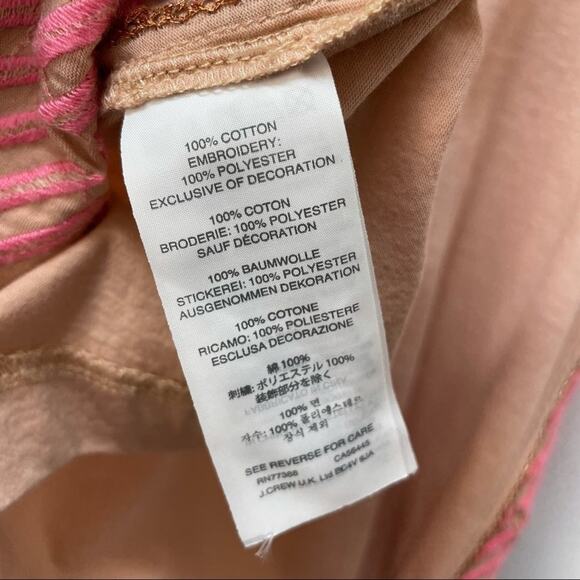 100% COTTON
EMBROIDERY:
100% POLYESTER
EXCLUSIVE OF DECORATION
100% COTON
BRODERIE: 100% POLYESTER
SAUF DÉCORATION
100% BAUMWOLLE
STICKEREI: 100% POLYESTER
AUSGENOMMEN DEKORATION
100% COTONE
RICAMO: 100% POLIESTERE
ESCLUSA DECORAZIONE
綿 100%
刺繍: ポリエステル 100%
装飾部分を除く
100% 면
자수: 100% 폴리에스테르
장식 제외
SEE REVERSE FOR CARE
RN77388 CA56445
J.CREW U.K. Ltd BC4V 6JA